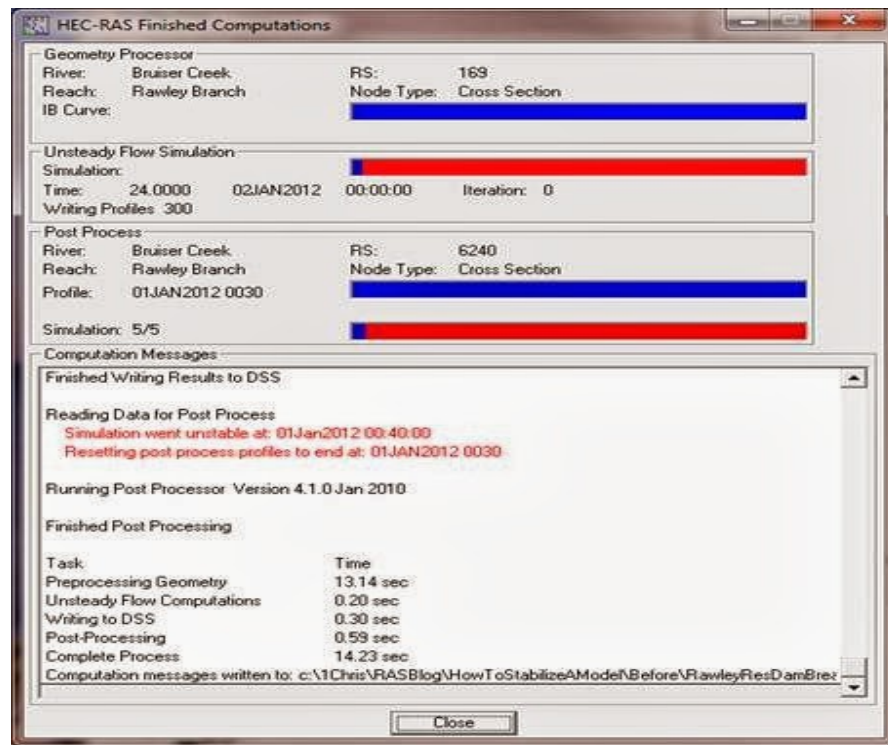 HEC-RAS Finished Computations
Geometry Processor
River: Bruiser Creek RS: 169
Reach: Rawley Branch Node Type: Cross Section
IB Curve:
Unsteady Flow Simulation
Simulation:
Time: 24.0000 02JAN2012 00:00:00 Iteration: 0
Writing Profiles 300
Post Process
River: Bruiser Creek RS: 6240
Reach: Rawley Branch Node Type: Cross Section
Profile: 01JAN2012 0030
Simulation: 5/5
Computation Messages
Finished Writing Results to DSS
Reading Data for Post Process
Simulation went unstable at: 01Jan2012 00:40:00
Resetting post process profiles to end at: 01JAN2012 0030
Running Post Processor Version 4.1.0 Jan 2010
Finished Post Processing
Task Time
Preprocessing Geometry 13.14 sec
Unsteady Flow Computations 0.20 sec
Writing to DSS 0.30 sec
Post-Processing 0.59 sec
Complete Process 14.23 sec
Computation messages written to: c:\1Chris\RASBlog\HowToStabilizeAModel\Before\RawleyResDamBrea
Close